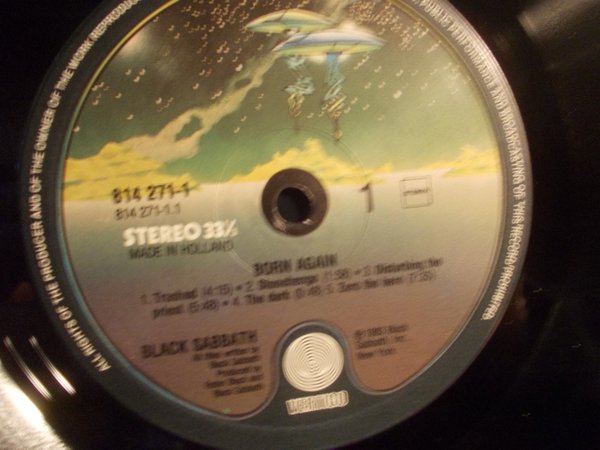 ALL RIGHTS OF THE PRODUCER AND OF THE OWNER OF THE WORK REPRODUCED
PUBLIC PERFORMANCE AND BROADCASTING OF THIS RECORD PROHIBITED
814 271-1
814 271-1.1
1
STEREO 33⅓
MADE IN HOLLAND
BORN AGAIN
1. Trashed (4:15) • 2. Stonehenge (1:58) • 3. Disturbing the
priest (5:48) • 4. The dark (0:45) 5. Zero the hero (7:35)
BLACK SABBATH
All titles written by
Black Sabbath
Produced by
Robin Black and
Black Sabbath
℗ 1983 Black
Sabbath, Inc.
New York.
vertigo